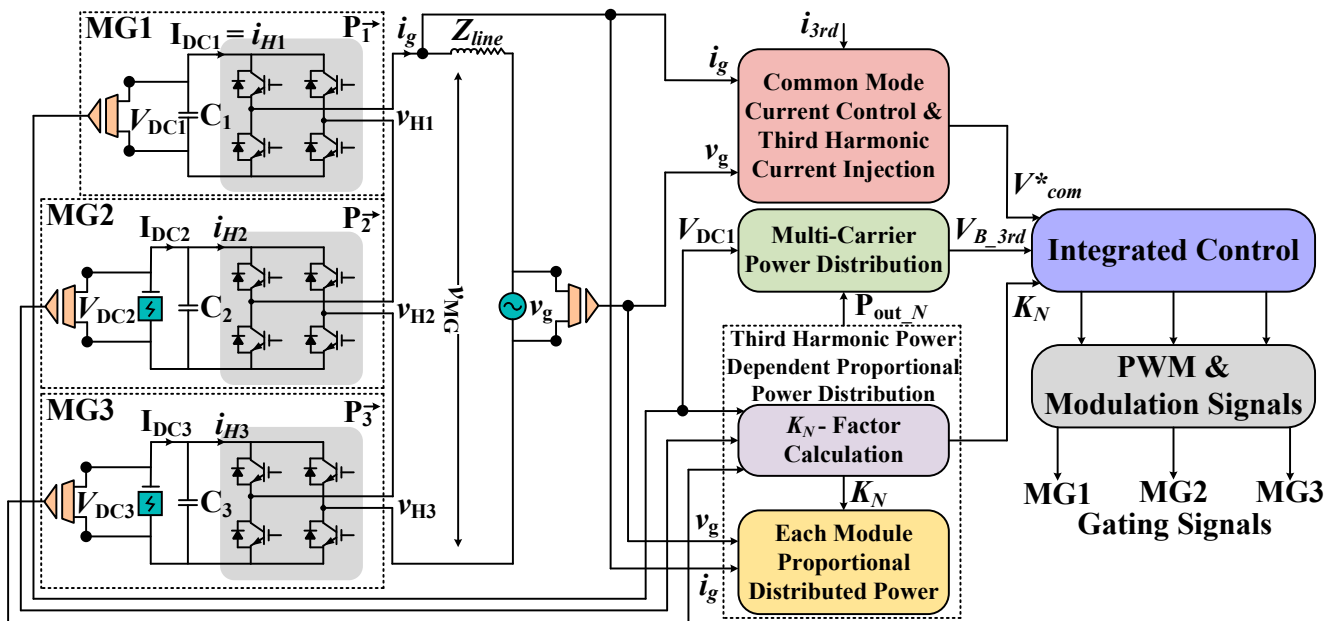 MG1
I_DC1 = i_H1
P_1
V_DC1
C_1
v_H1
MG2
I_DC2
i_H2
P_2
V_DC2
C_2
v_H2
MG3
I_DC3
i_H3
P_3
V_DC3
C_3
v_H3
i_g
Z_line
v_MG
v_g
i_3rd
i_g
v_g
Common Mode
Current Control &
Third Harmonic
Current Injection
V*_com
V_DC1
Multi-Carrier
Power Distribution
V_B_3rd
Integrated Control
K_N
P_out_N
Third Harmonic Power
Dependent Proportional
Power Distribution
K_N - Factor
Calculation
K_N
v_g
i_g
Each Module
Proportional
Distributed Power
PWM &
Modulation Signals
MG1
MG2
MG3
Gating Signals